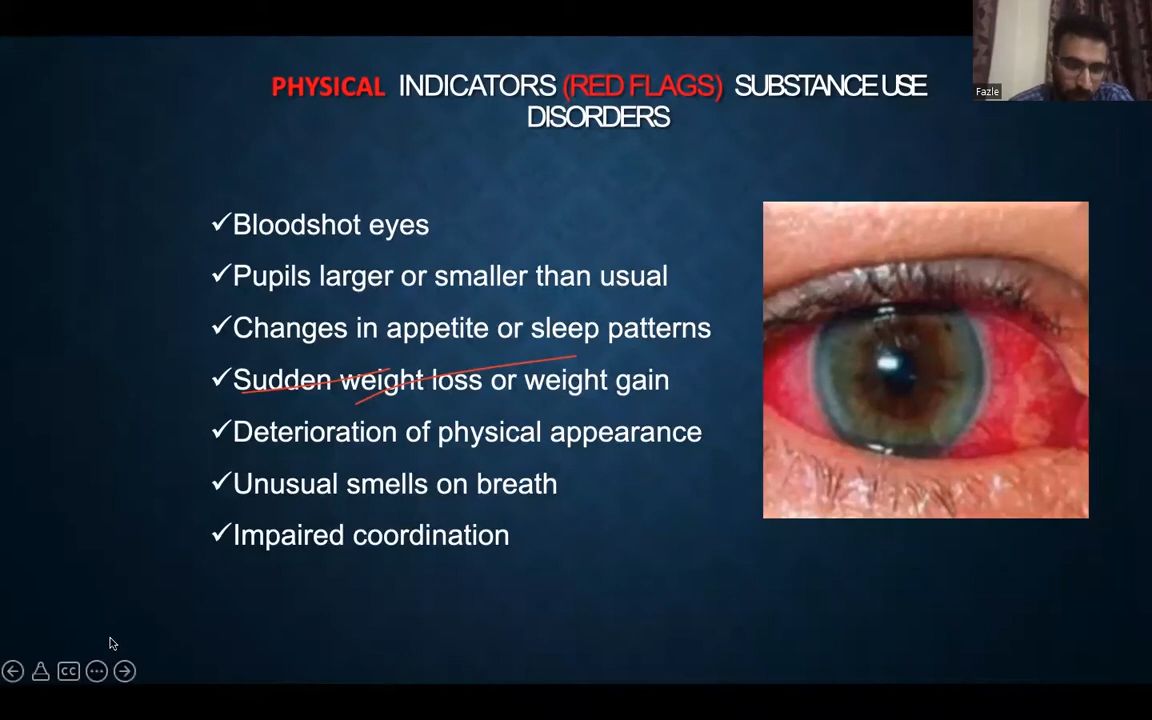 PHYSICAL INDICATORS (RED FLAGS) SUBSTANCE USE
DISORDERS
Fazle
✓Bloodshot eyes
✓Pupils larger or smaller than usual
✓Changes in appetite or sleep patterns
✓Sudden weight loss or weight gain
✓Deterioration of physical appearance
✓Unusual smells on breath
✓Impaired coordination
CC